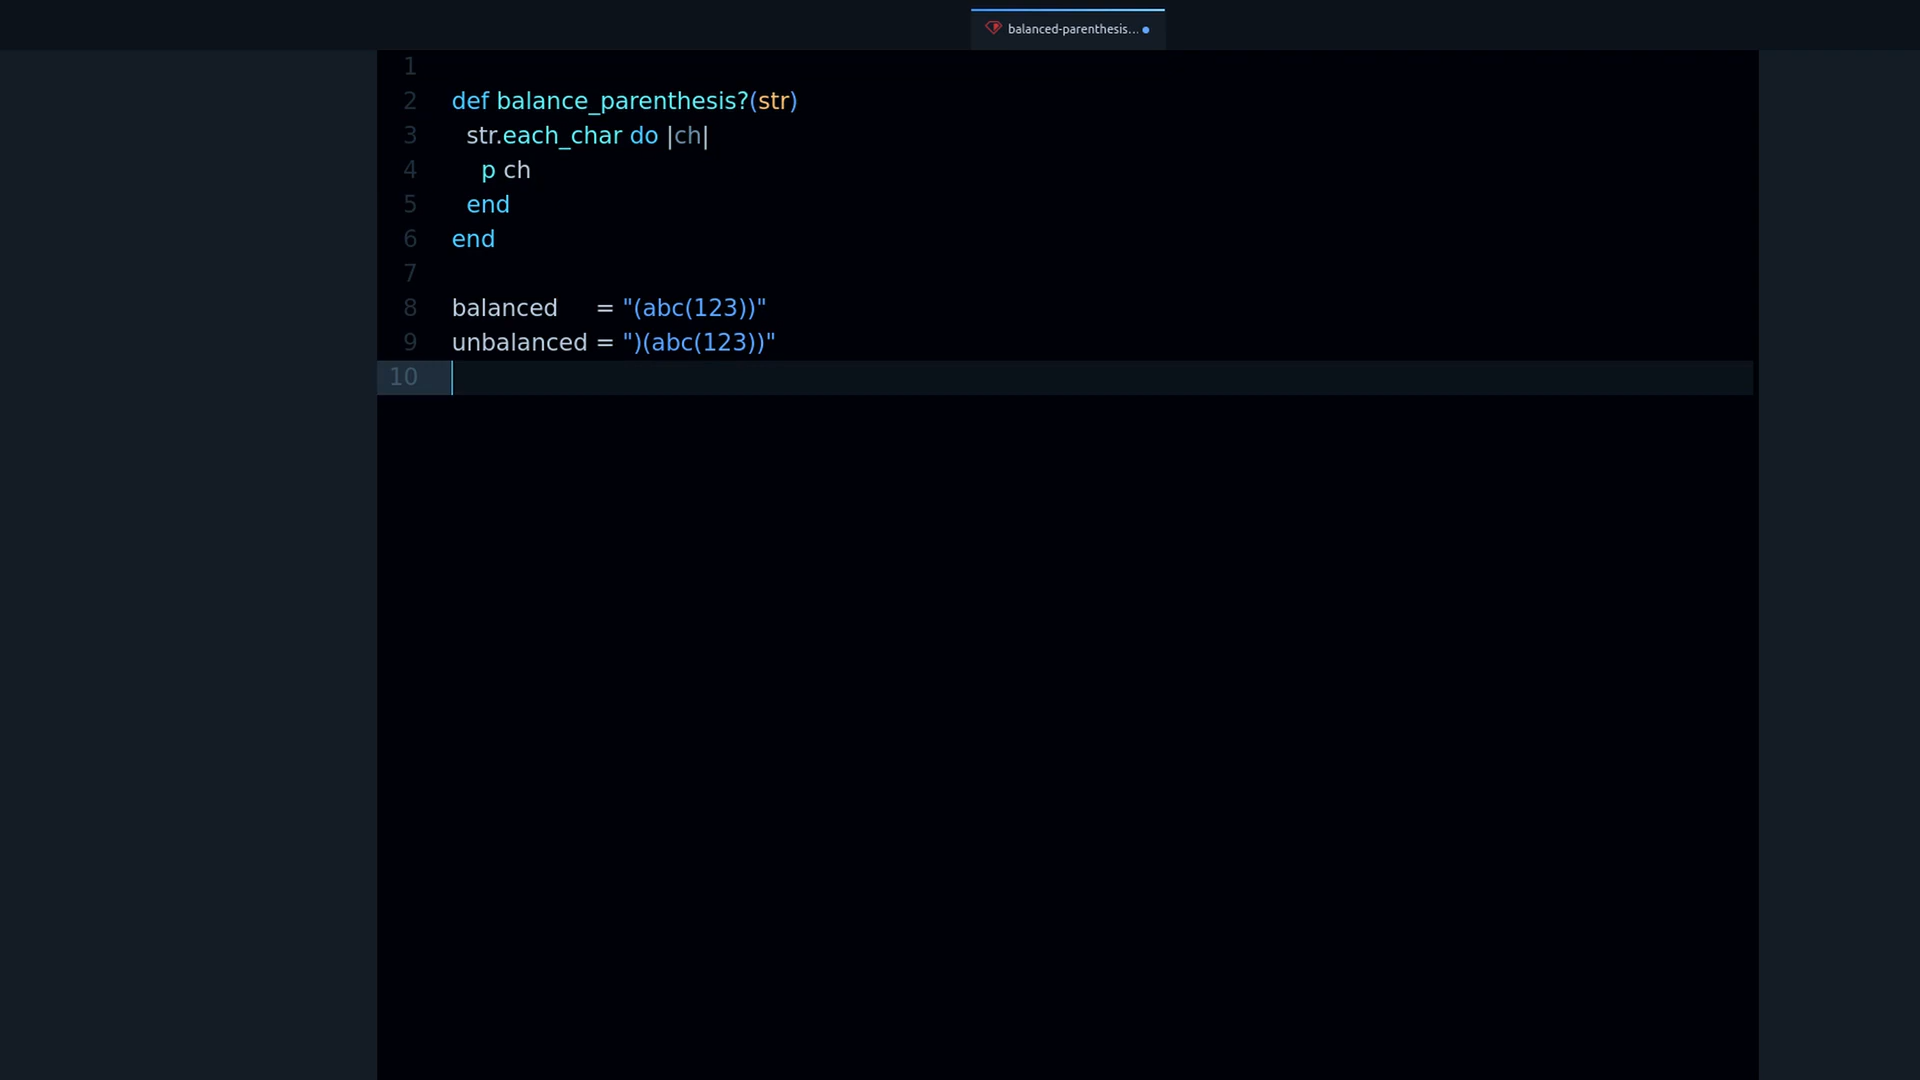 balanced-parenthesis...
1
2 def balance_parenthesis?(str)
3   str.each_char do |ch|
4     p ch
5   end
6 end
7
8 balanced   = "(abc(123))"
9 unbalanced = ")(abc(123))"
10